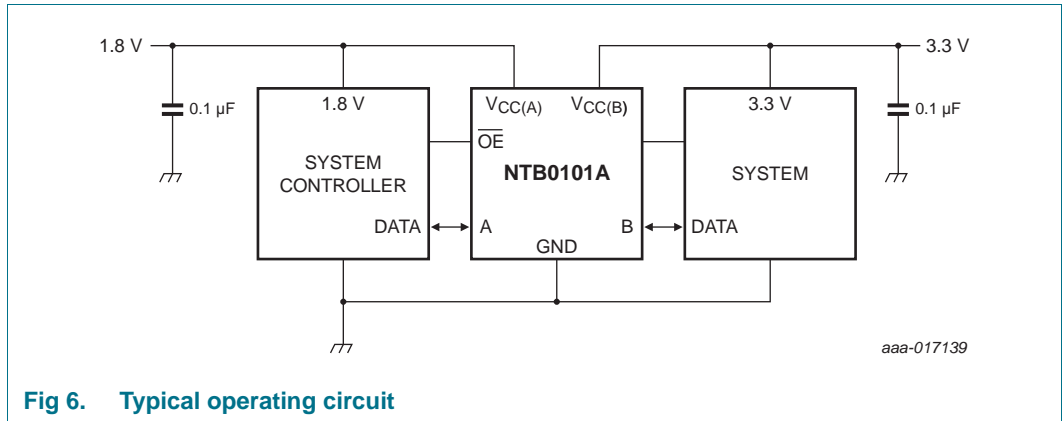 1.8 V
3.3 V
0.1 µF
1.8 V
VCC(A)
VCC(B)
3.3 V
0.1 µF
OE
SYSTEM
CONTROLLER
NTB0101A
SYSTEM
DATA
A
B
DATA
GND
aaa-017139
Fig 6. Typical operating circuit